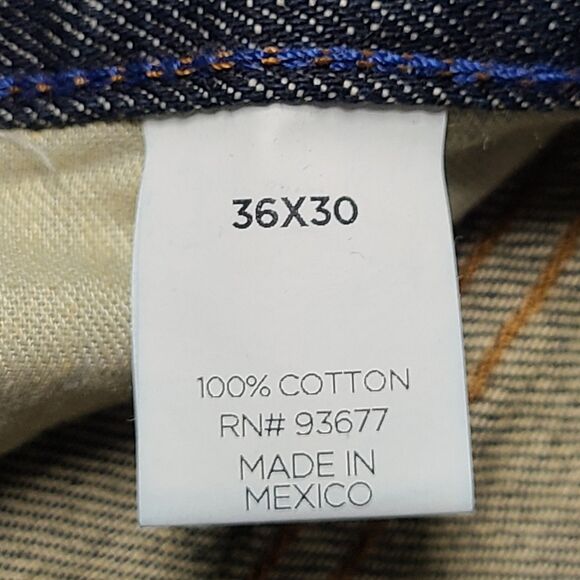 36X30
100% COTTON
RN# 93677
MADE IN
MEXICO